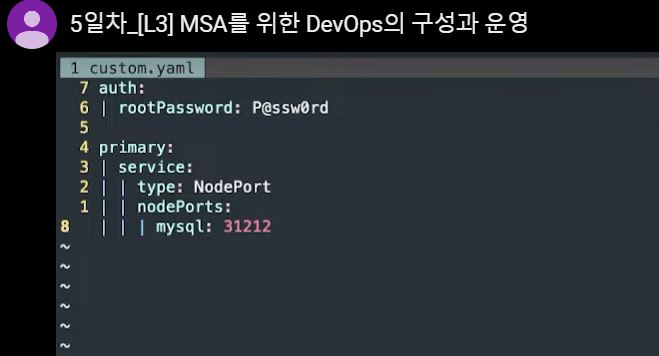 5일차_[L3] MSA를 위한 DevOps의 구성과 운영
1 custom.yaml
7 auth:
6 | rootPassword: P@ssw0rd
5
4 primary:
3 | service:
2 | | type: NodePort
1 | | nodePorts:
8 | | | mysql: 31212
~
~
~
~
~
~